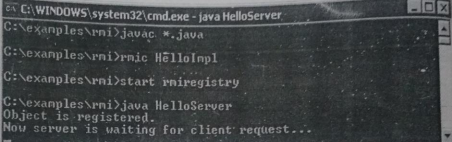 C:\WINDOWS\system32\cmd.exe - java HelloServer
C:\examples\rmi>javac *.java
C:\examples\rmi>rmic HelloImpl
C:\examples\rmi>start rmiregistry
C:\examples\rmi>java HelloServer
Object is registered.
Now server is waiting for client request...